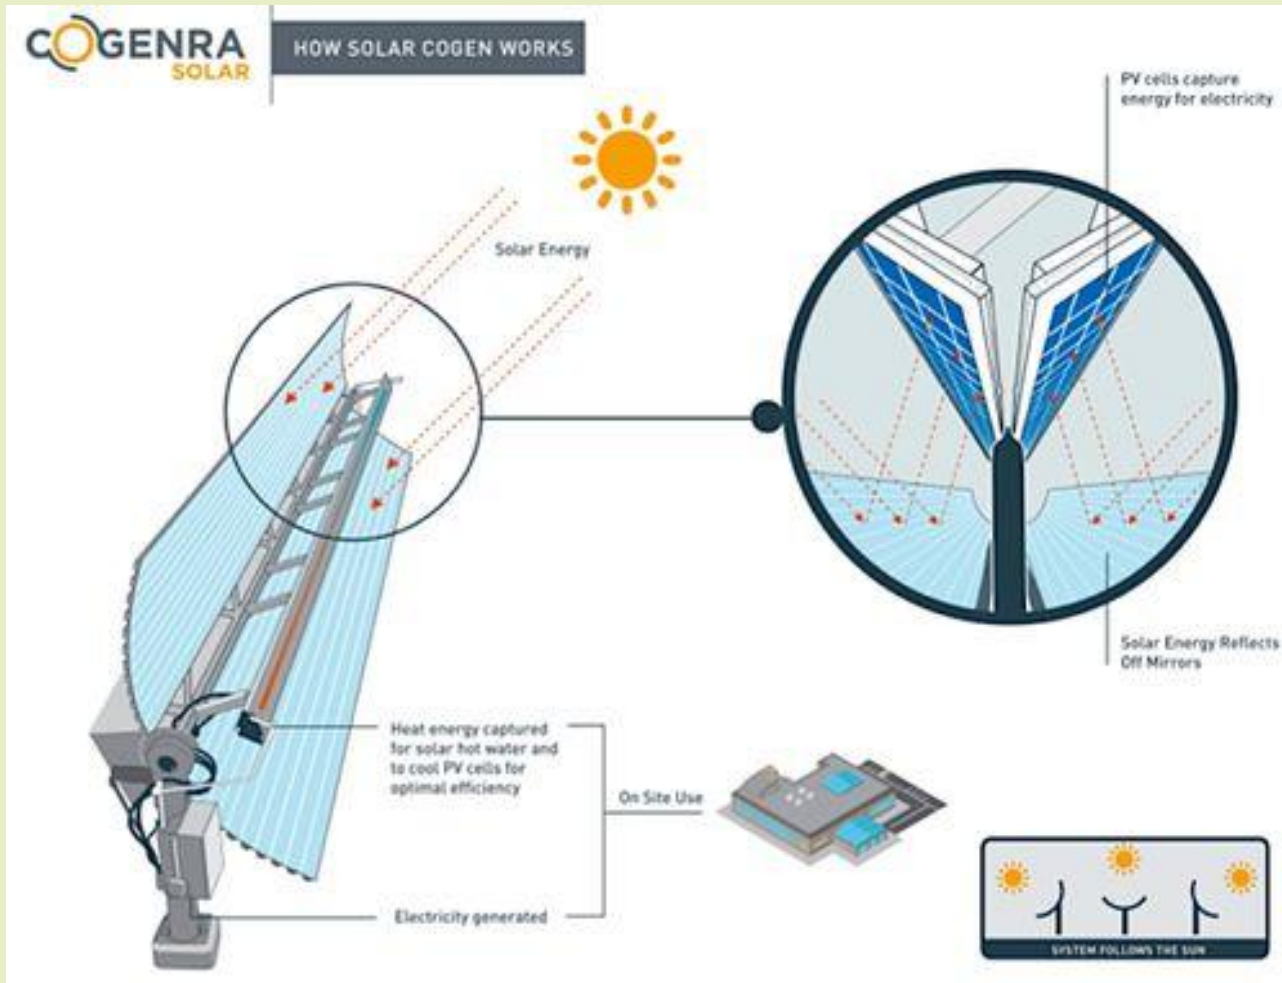 COGENRA
SOLAR
HOW SOLAR COGEN WORKS
PV cells capture
energy for electricity
Solar Energy
Solar Energy Reflects
Off Mirrors
Heat energy captured
for solar hot water and
to cool PV cells for
optimal efficiency
On Site Use
Electricity generated
SYSTEM FOLLOWS THE SUN